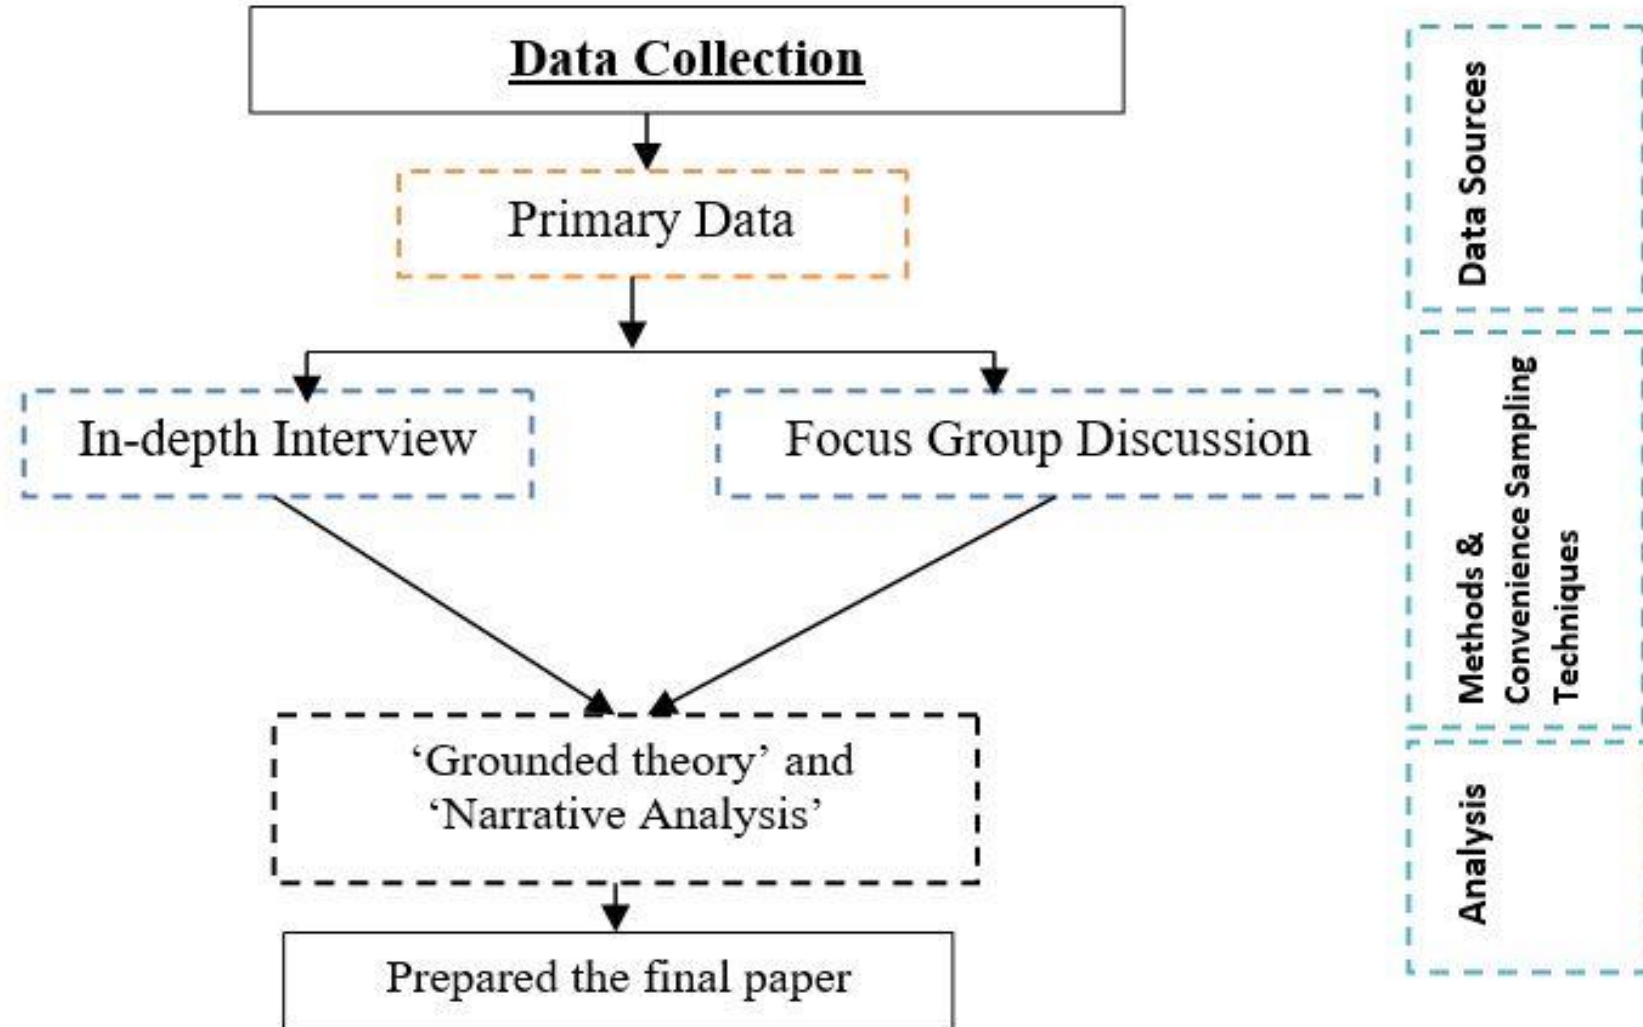 Data Collection
Primary Data
In-depth Interview
Focus Group Discussion
‘Grounded theory’ and
‘Narrative Analysis’
Prepared the final paper
Data Sources
Methods &
Convenience Sampling
Techniques
Analysis